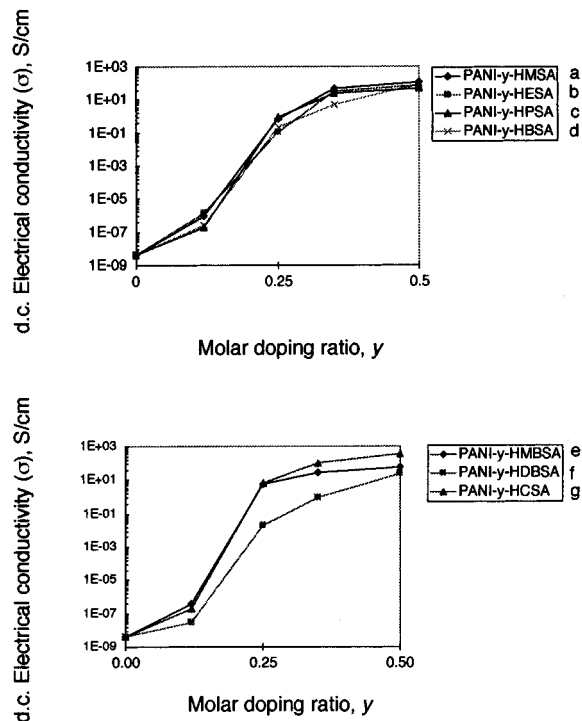 d.c. Electrical conductivity (σ), S/cm
1E+03
1E+01
1E-01
1E-03
1E-05
1E-07
1E-09
0
0.25
0.5
Molar doping ratio, y
PANI-y-HMSA a
PANI-y-HESA b
PANI-y-HPSA c
PANI-y-HBSA d
d.c. Electrical conductivity (σ), S/cm
1E+03
1E+01
1E-01
1E-03
1E-05
1E-07
1E-09
0.00
0.25
0.50
Molar doping ratio, y
PANI-y-HMBSA e
PANI-y-HDBSA f
PANI-y-HCSA g